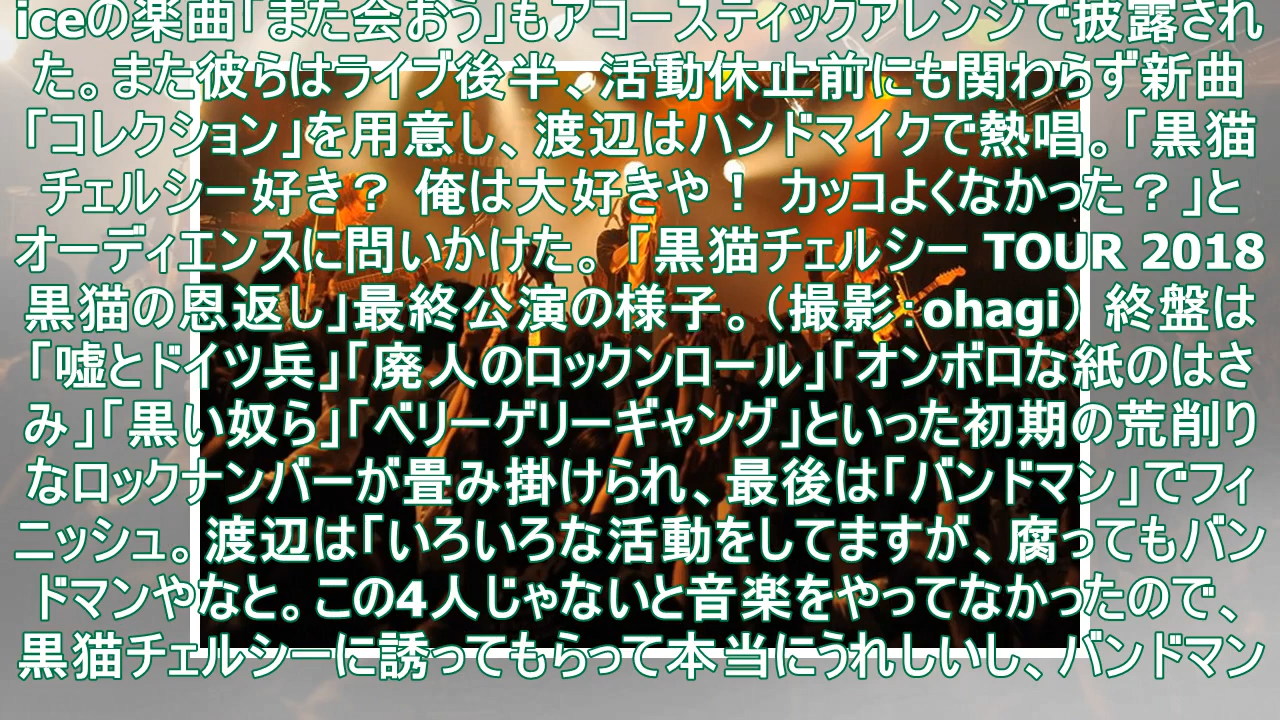 iceの楽曲「また会おう」もアコースティックアレンジで披露され
た。また彼らはライブ後半、活動休止前にも関わらず新曲
「コレクション」を用意し、渡辺はハンドマイクで熱唱。「黒猫
チェルシー好き？ 俺は大好きや！ カッコよくなかった？」と
オーディエンスに問いかけた。「黒猫チェルシー TOUR 2018
黒猫の恩返し」最終公演の様子。（撮影：ohagi） 終盤は
「嘘とドイツ兵」「廃人のロックンロール」「オンボロな紙のはさ
み」「黒い奴ら」「ベリーゲリーギャング」といった初期の荒削り
なロックナンバーが畳み掛けられ、最後は「バンドマン」でフィ
ニッシュ。渡辺は「いろいろな活動をしてますが、腐ってもバン
ドマンやなと。この4人じゃないと音楽をやってなかったので、
黒猫チェルシーに誘ってもらって本当にうれしいし、バンドマン